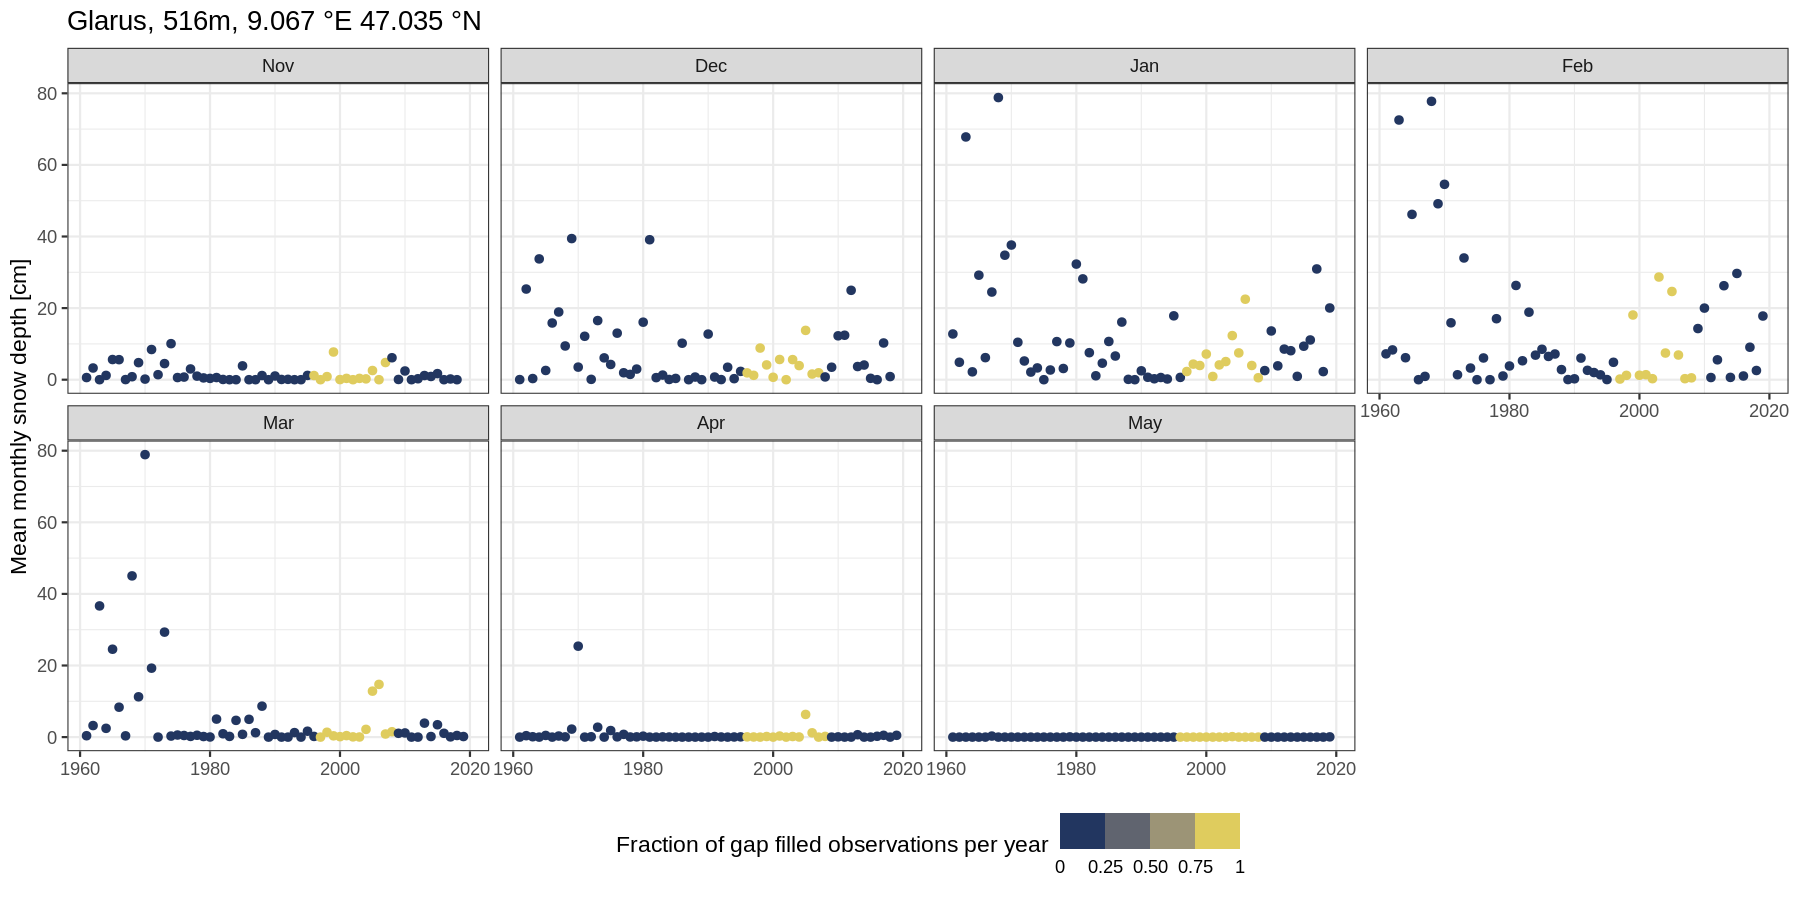 Glarus, 516m, 9.067 °E 47.035 °N
Nov
Dec
Jan
Feb
80
60
40
20
0
1960 1980 2000 2020
Mar
Apr
May
80
60
40
20
0
1960 1980 2000 2020
1960 1980 2000 2020
1960 1980 2000 2020
Mean monthly snow depth [cm]
Fraction of gap filled observations per year
0 0.25 0.50 0.75 1